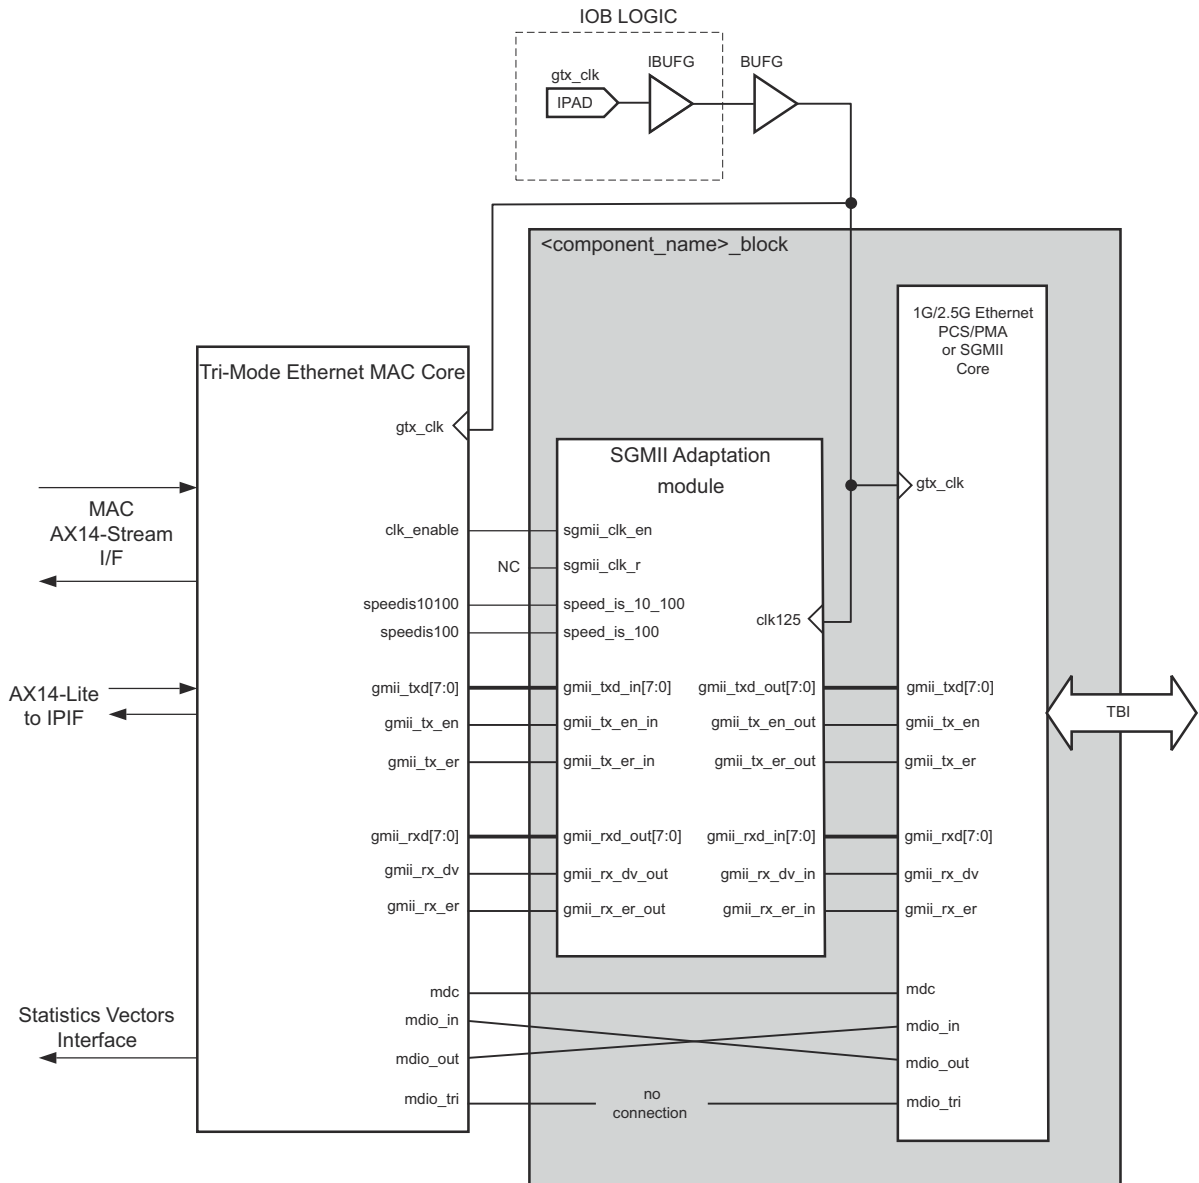 IOB LOGIC
IBUFG
BUFG
gtx_clk
IPAD
<component_name>_block
1G/2.5G Ethernet
PCS/PMA
or SGMII
Core
Tri-Mode Ethernet MAC Core
gtx_clk
SGMII Adaptation
module
gtx_clk
MAC
AX14-Stream
I/F
clk_enable
sgmii_clk_en
NC
sgmii_clk_r
speedis10100
speed_is_10_100
clk125
speedis100
speed_is_100
AX14-Lite
to IPIF
gmii_txd[7:0]
gmii_txd_in[7:0]
gmii_txd_out[7:0]
gmii_txd[7:0]
TBI
gmii_tx_en
gmii_tx_en_in
gmii_tx_en_out
gmii_tx_en
gmii_tx_er
gmii_tx_er_in
gmii_tx_er_out
gmii_tx_er
gmii_rxd[7:0]
gmii_rxd_out[7:0]
gmii_rxd_in[7:0]
gmii_rxd[7:0]
gmii_rx_dv
gmii_rx_dv_out
gmii_rx_dv_in
gmii_rx_dv
gmii_rx_er
gmii_rx_er_out
gmii_rx_er_in
gmii_rx_er
mdc
mdc
Statistics Vectors
Interface
mdio_in
mdio_in
mdio_out
mdio_out
mdio_tri
no
connection
mdio_tri